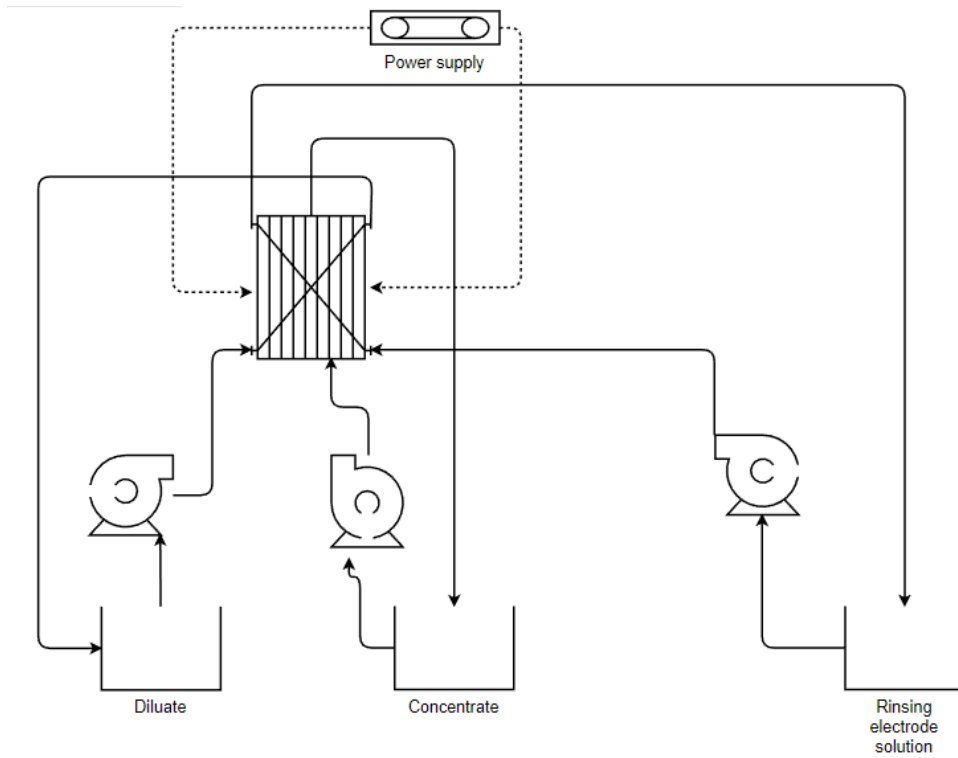 Power supply
Diluate
Concentrate
Rinsing
electrode
solution